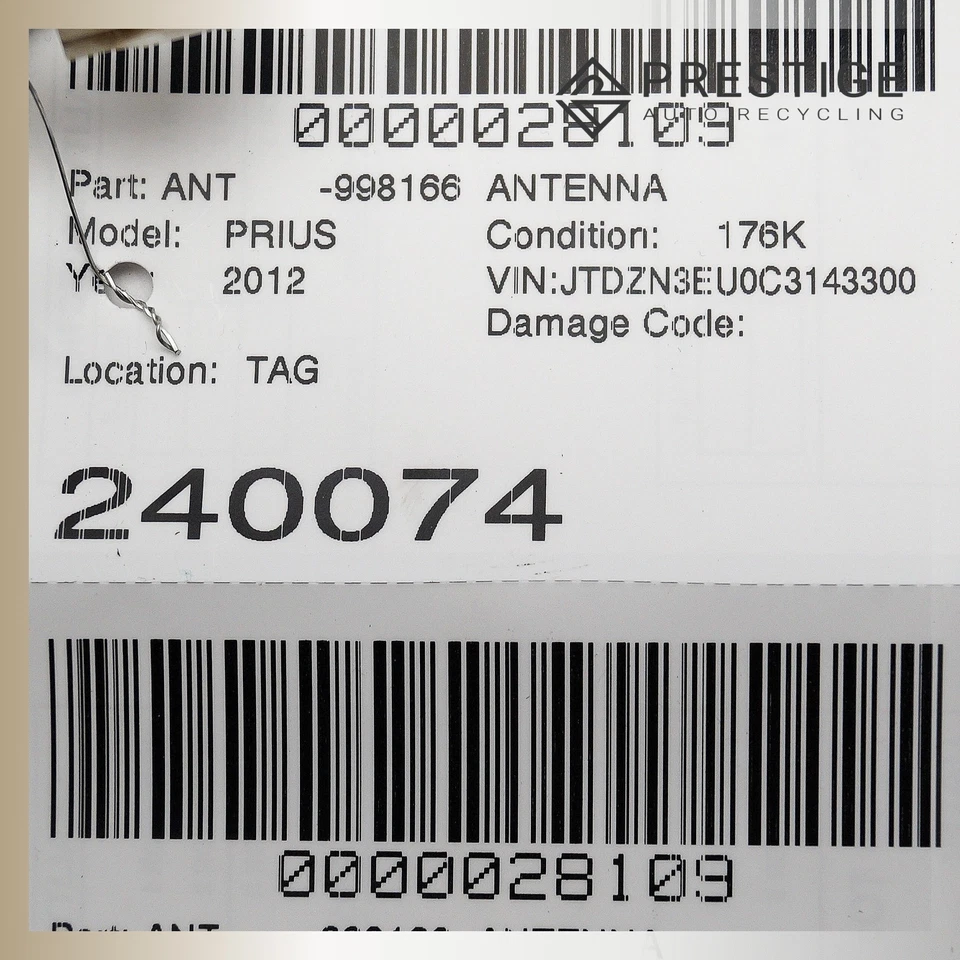 PRESTIGE
AUTO RECYCLING
0000028109
Part: ANT -998166 ANTENNA
Model: PRIUS Condition: 176K
2012 VIN:JTDZN3EU0C3143300
Damage Code:
Location: TAG
240074
0000028109